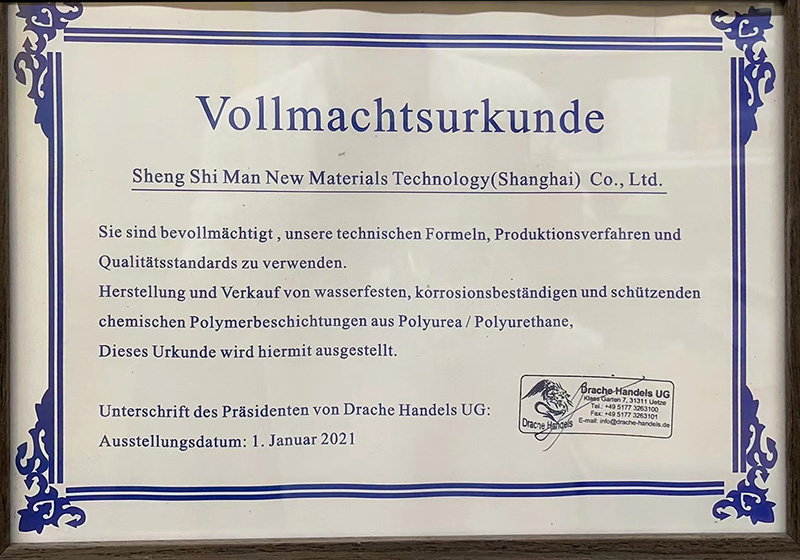 Vollmachtsurkunde
Sheng Shi Man New Materials Technology(Shanghai) Co., Ltd.
Sie sind bevollmächtigt , unsere technischen Formeln, Produktionsverfahren und
Qualitätsstandards zu verwenden.
Herstellung und Verkauf von wasserfesten, korrosionsbeständigen und schützenden
chemischen Polymerbeschichtungen aus Polyurea / Polyurethane,
Dieses Urkunde wird hiermit ausgestellt.
Drache Handels UG
Klaes Garten 7, 31311 Uetze
Tel.: +49 5177 3263100
Fax: +49 5177 3263101
E-mail: info@drache-handels.de
Drache Handels
Unterschrift des Präsidenten von Drache Handels UG:
Ausstellungsdatum: 1. Januar 2021